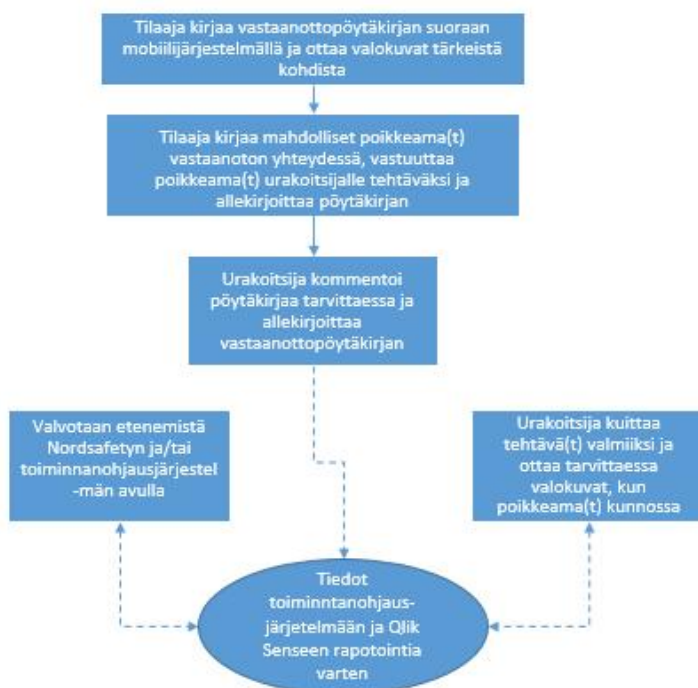 Tilaaja kirjaa vastaanottopöytäkirjan suoraan
mobiilijärjestelmällä ja ottaa valokuvat tärkeistä
kohdista
Tilaaja kirjaa mahdolliset poikkeama(t)
vastaanoton yhteydessä, vastuuttaa
poikkeama(t) urakoitsijalle tehtäväksi ja
allekirjoittaa pöytäkirjan
Urakoitsija kommentoi
pöytäkirjaa tarvittaessa ja
allekirjoittaa
vastaanottopöytäkirjan
Valvotaan etenemistä
Nordsafetyn ja/tai
toiminnanohjausjärjestel
-män avulla
Urakoitsija kuittaa
tehtävä(t) valmiiksi ja
ottaa tarvittaessa
valokuvat, kun
poikkeama(t) kunnossa
Tiedot
toiminntanohjaus-
järjetelmään ja Qlik
Senseen rapotointia
varten